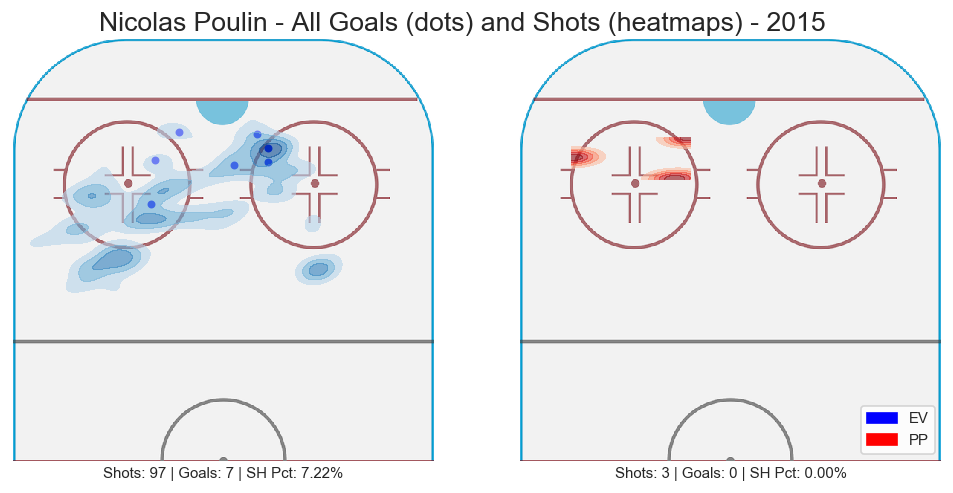 Nicolas Poulin - All Goals (dots) and Shots (heatmaps) - 2015
EV
PP
Shots: 97 | Goals: 7 | SH Pct: 7.22%
Shots: 3 | Goals: 0 | SH Pct: 0.00%